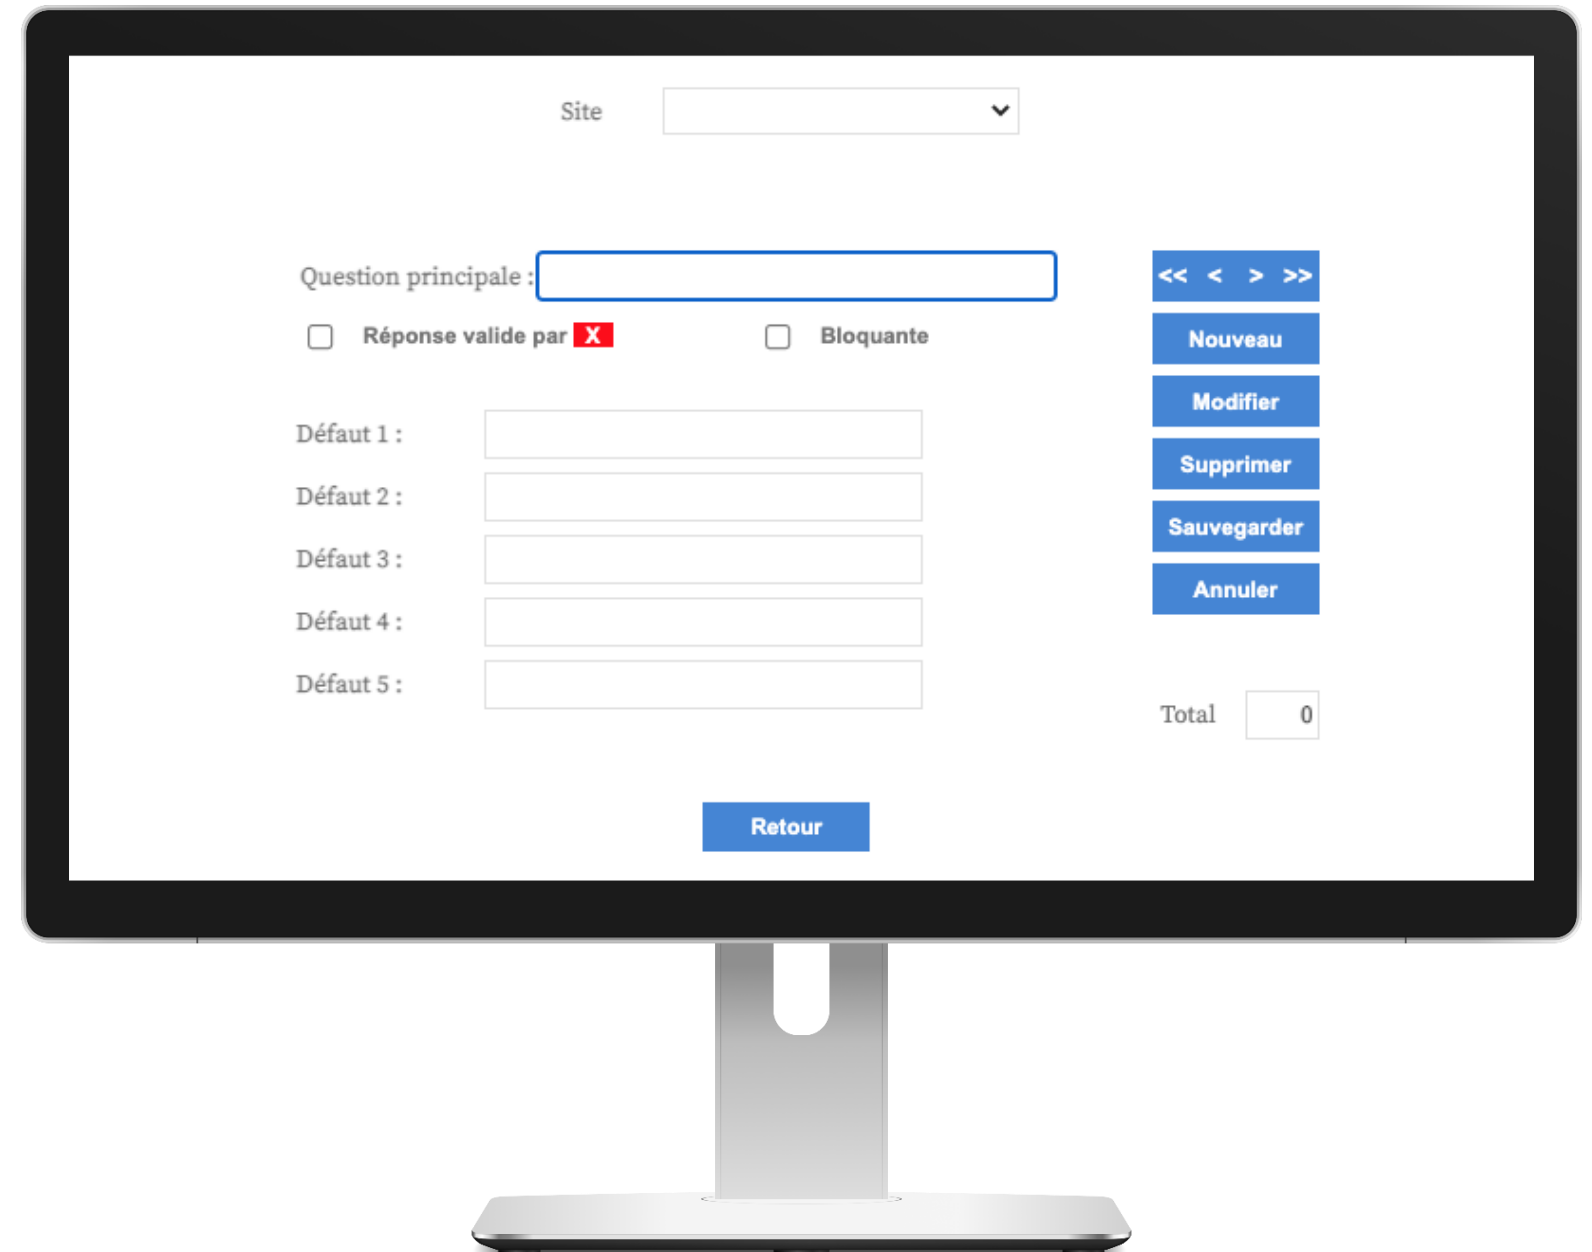 Site
Question principale :
<< < > >>
Réponse valide par X
Bloquante
Nouveau
Modifier
Défaut 1 :
Supprimer
Défaut 2 :
Sauvegarder
Défaut 3 :
Annuler
Défaut 4 :
Défaut 5 :
Total 0
Retour